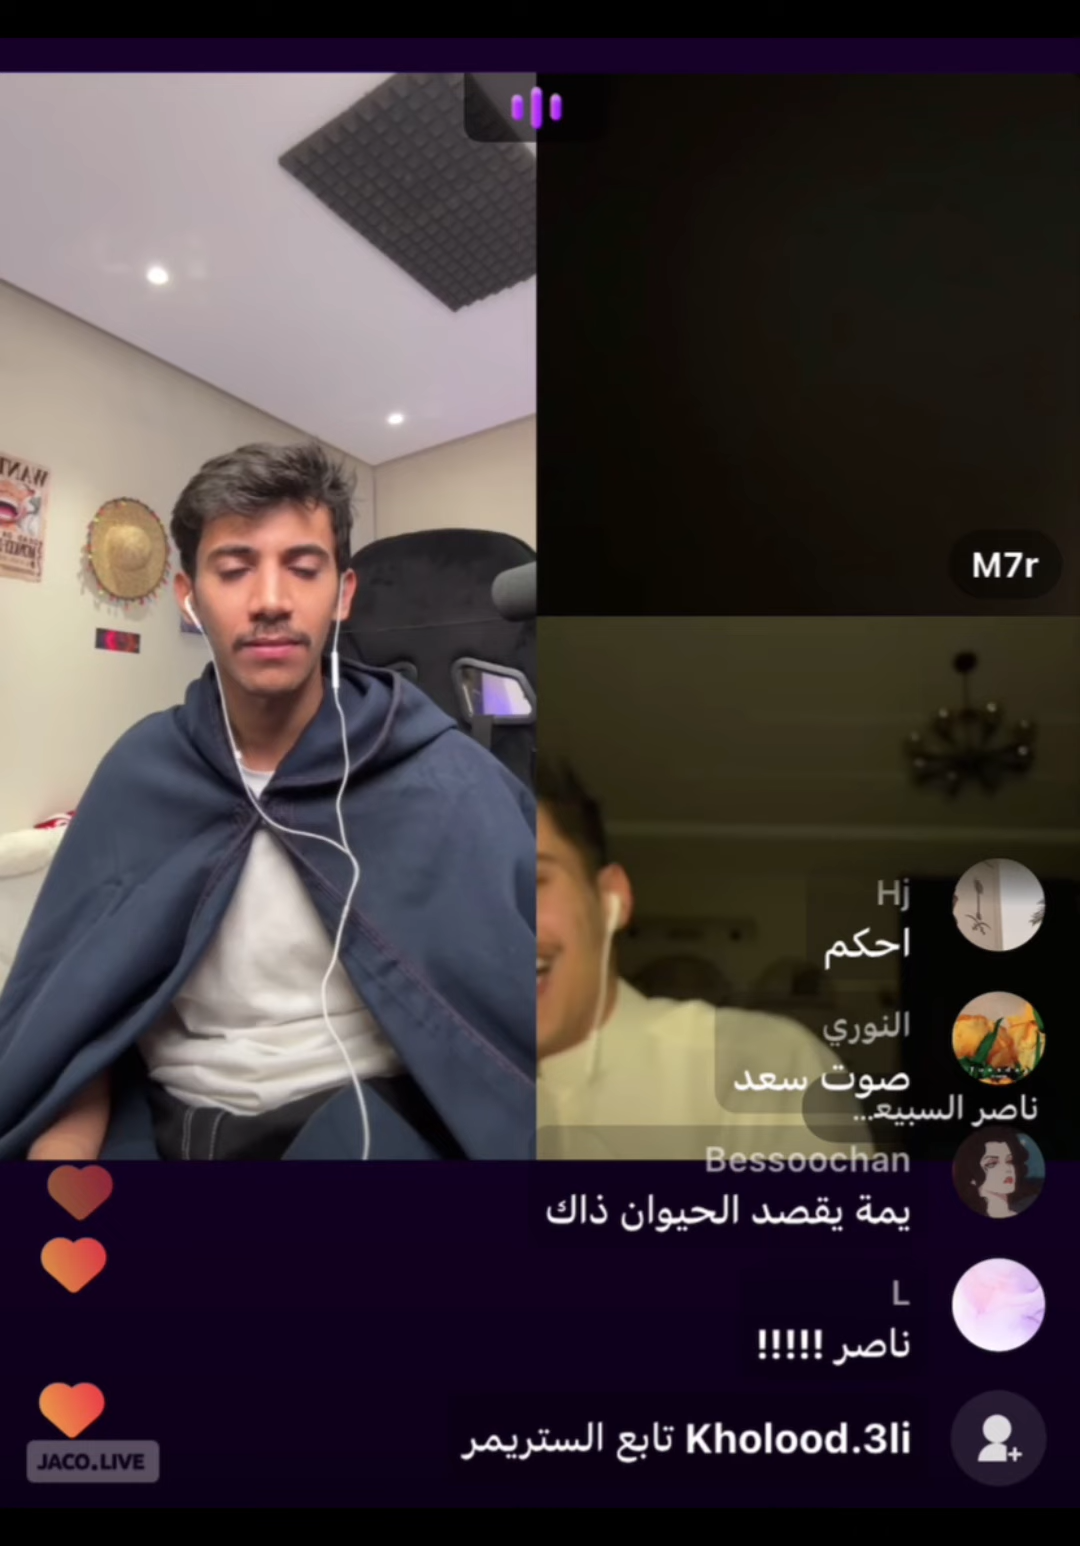 M7r
Hj
احكم
النوري
صوت سعد
ناصر السبيعـ...
Bessoochan
يمة يقصد الحيوان ذاك
L
ناصر !!!!!
Kholood.3li تابع الستريمر
JACO.LIVE